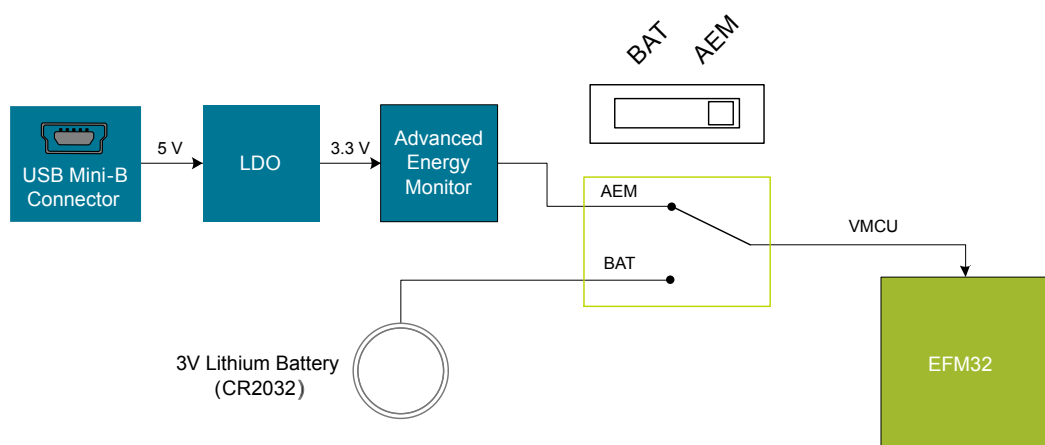 BAT
AEM
USB Mini-B
Connector
5 V
LDO
3.3 V
Advanced
Energy
Monitor
AEM
BAT
VMCU
3V Lithium Battery
(CR2032)
EFM32